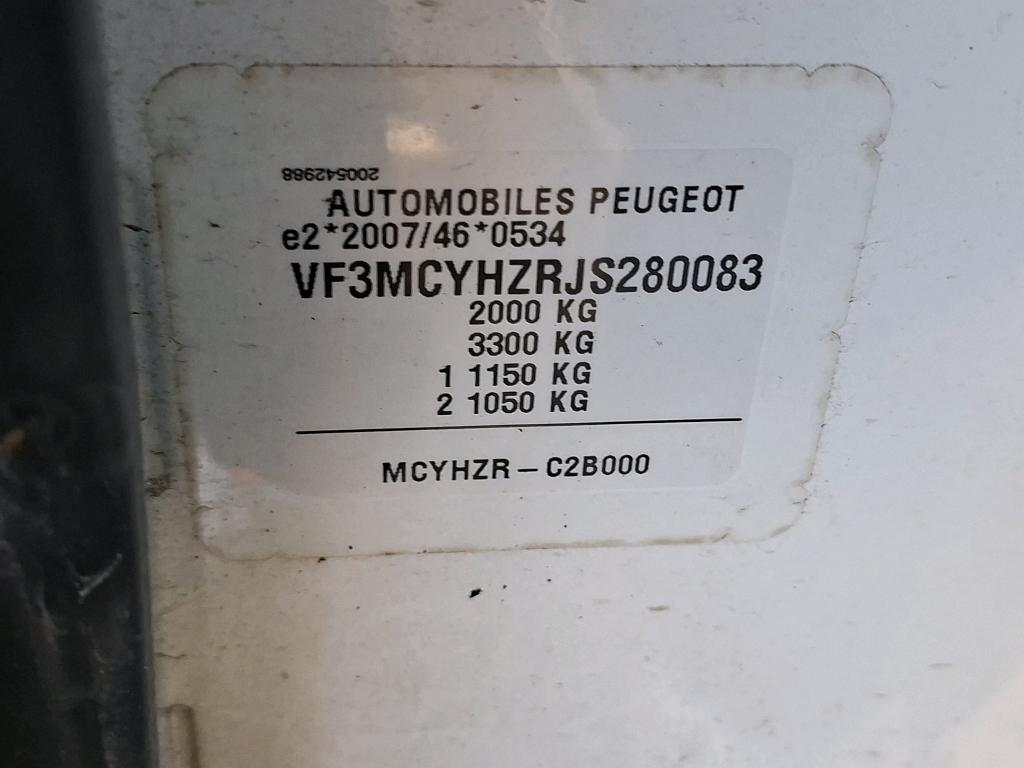 200542988
AUTOMOBILES PEUGEOT
e2*2007/46*0534
VF3MCYHZRJS280083
2000 KG
3300 KG
1 1150 KG
2 1050 KG
MCYHZR – C2B000